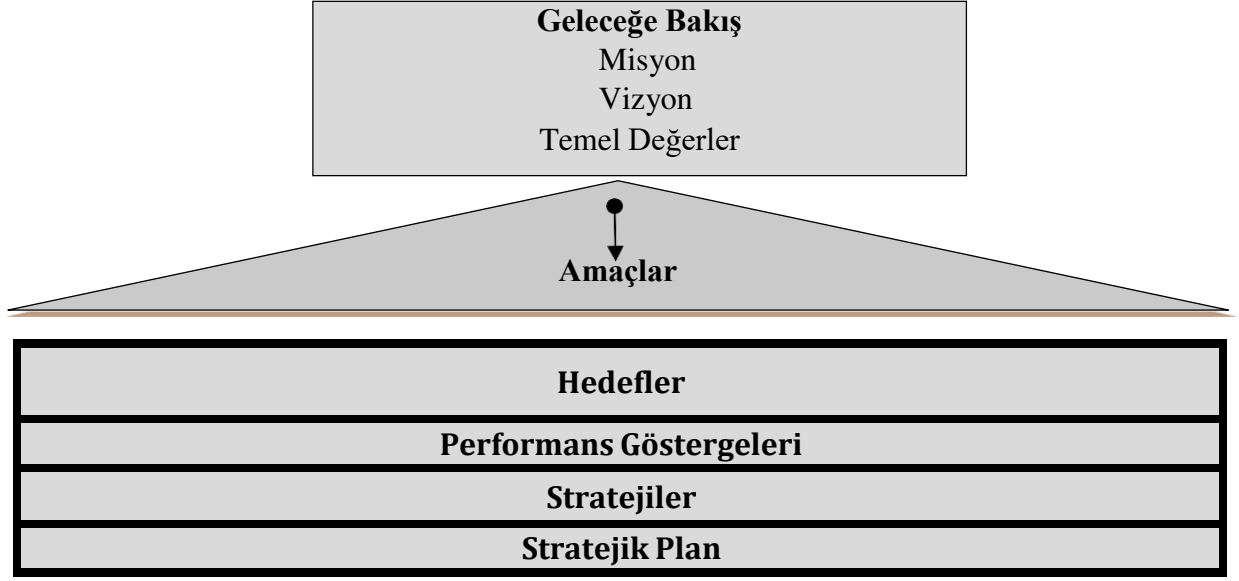 Geleceğe Bakış
Misyon
Vizyon
Temel Değerler
Amaçlar
Hedefler
Performans Göstergeleri
Stratejiler
Stratejik Plan